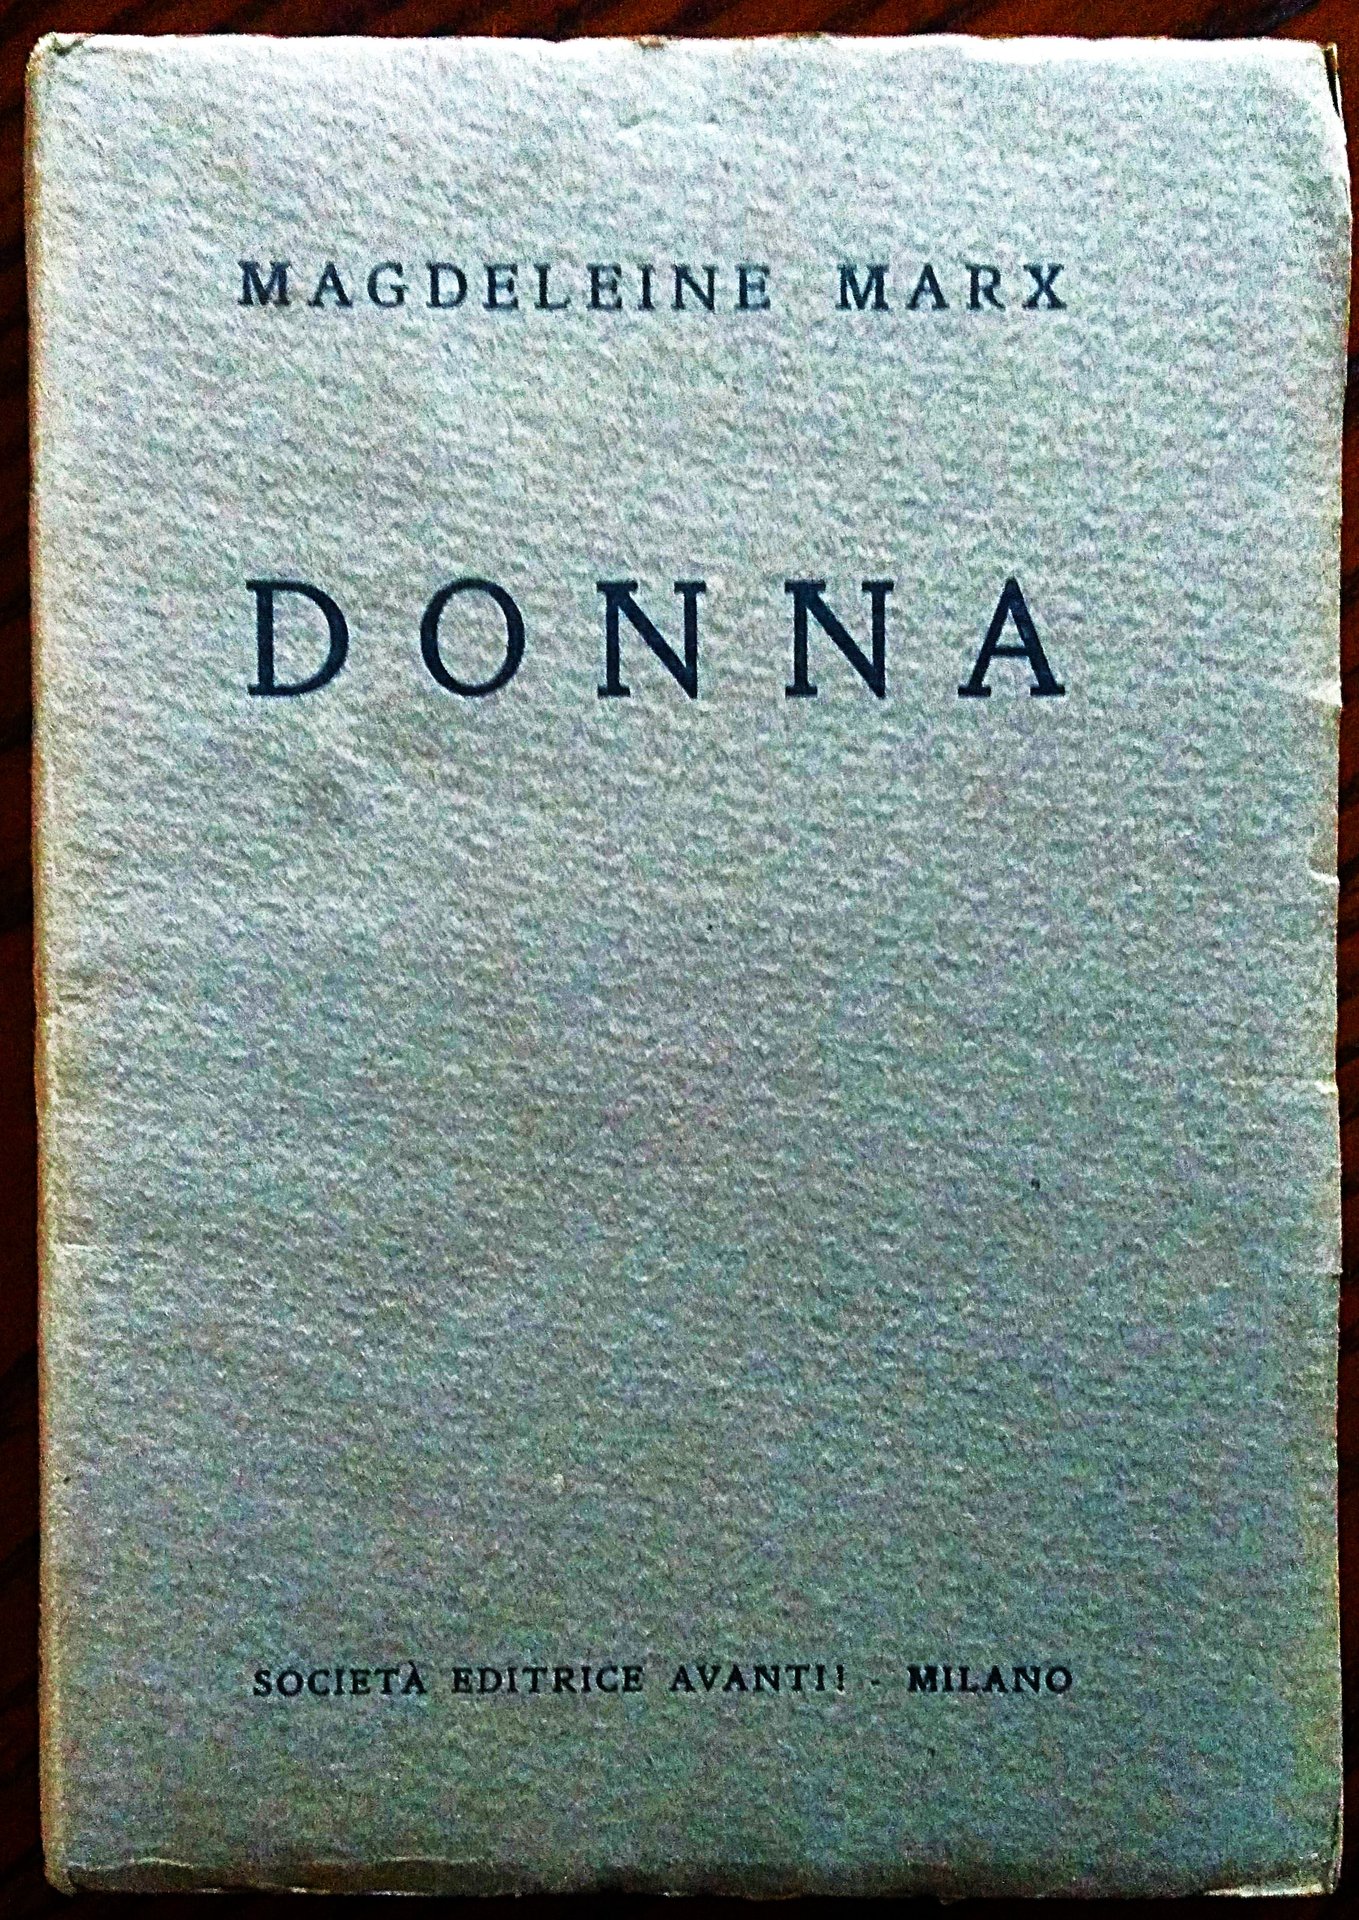 MAGDELEINE MARX
DONNA
SOCIETÀ EDITRICE AVANTI! - MILANO